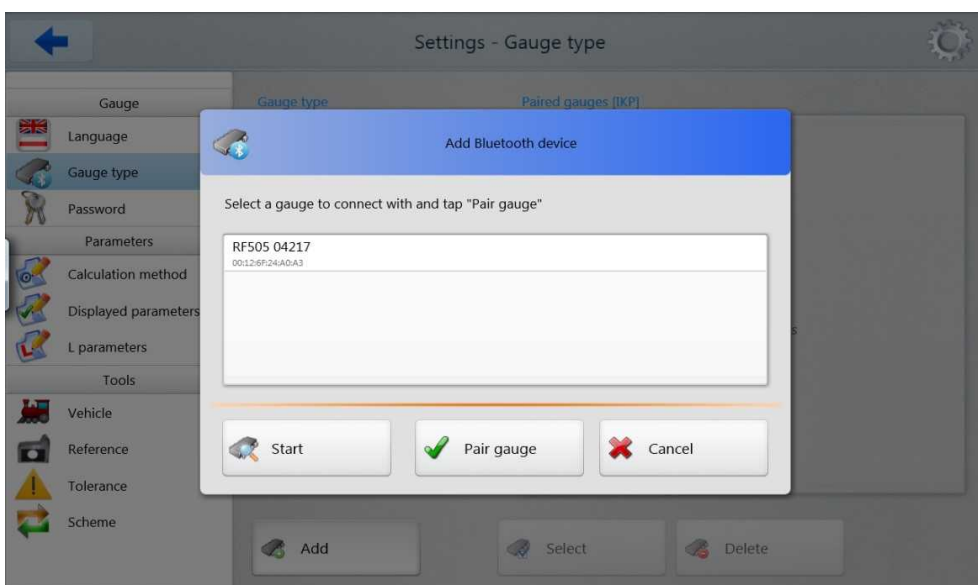 Settings - Gauge type
Gauge
Language
Gauge type
Password
Parameters
Calculation method
Displayed parameters
L parameters
Tools
Vehicle
Reference
Tolerance
Scheme
Gauge type
Paired gauges [IKP]
Add Bluetooth device
Select a gauge to connect with and tap "Pair gauge"
RF505 04217
00:12:6F:24:A0:A3
Start
Pair gauge
Cancel
s
Add
Select
Delete